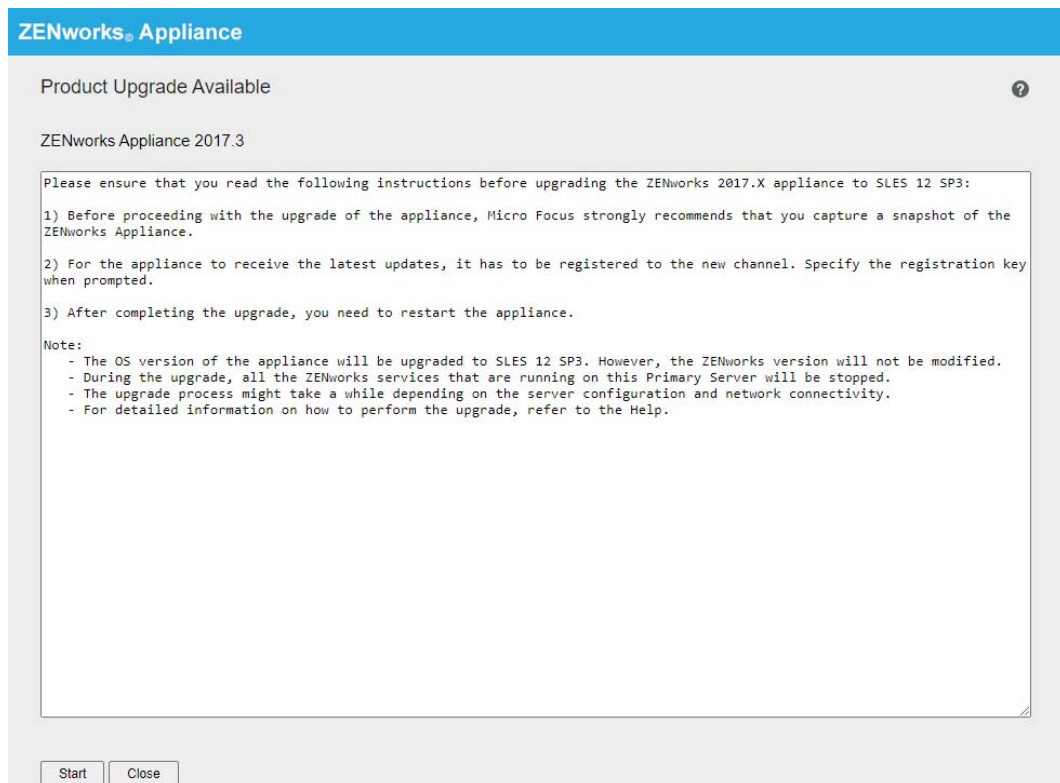 ZENworks® Appliance
Product Upgrade Available
ZENworks Appliance 2017.3
Please ensure that you read the following instructions before upgrading the ZENworks 2017.X appliance to SLES 12 SP3:
1) Before proceeding with the upgrade of the appliance, Micro Focus strongly recommends that you capture a snapshot of the
ZENworks Appliance.
2) For the appliance to receive the latest updates, it has to be registered to the new channel. Specify the registration key
when prompted.
3) After completing the upgrade, you need to restart the appliance.
Note:
- The OS version of the appliance will be upgraded to SLES 12 SP3. However, the ZENworks version will not be modified.
- During the upgrade, all the ZENworks services that are running on this Primary Server will be stopped.
- The upgrade process might take a while depending on the server configuration and network connectivity.
- For detailed information on how to perform the upgrade, refer to the Help.
Start Close